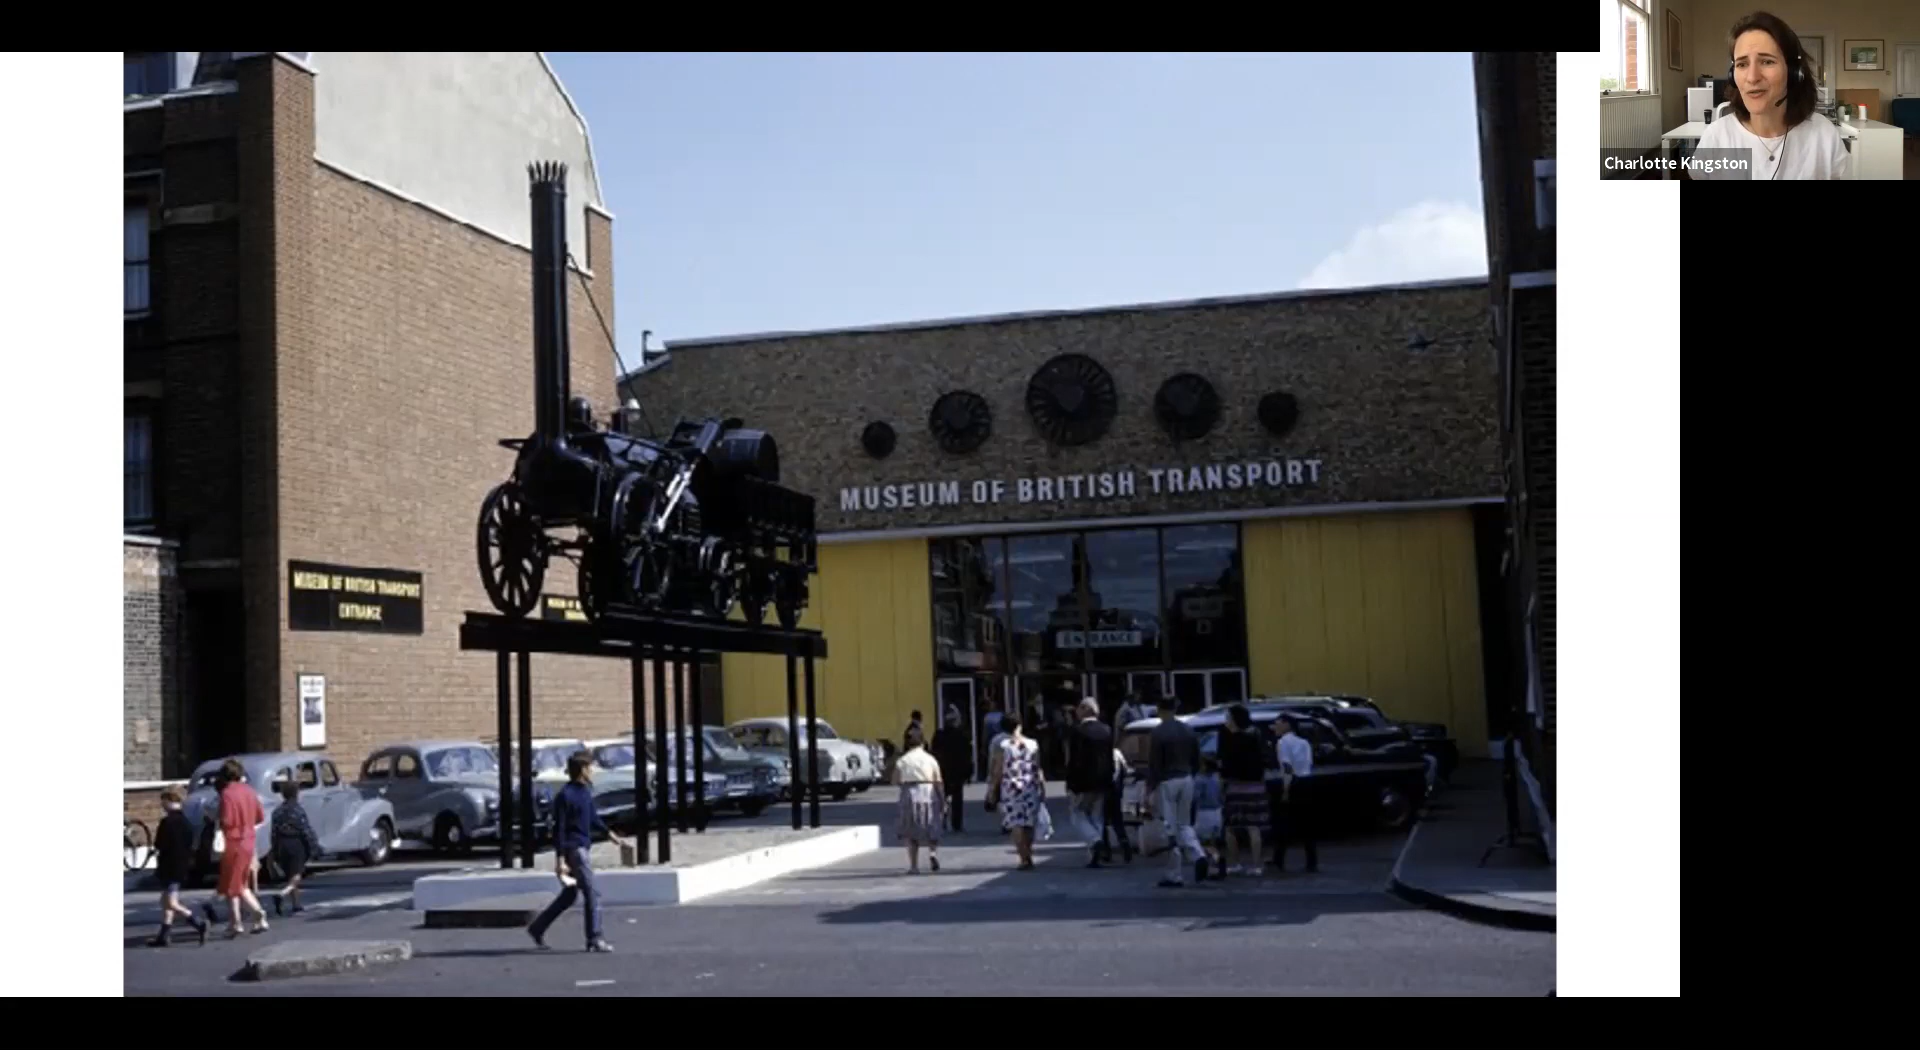 Charlotte Kingston
MUSEUM OF BRITISH TRANSPORT
MUSEUM OF BRITISH TRANSPORT
ENTRANCE
ENTRANCE